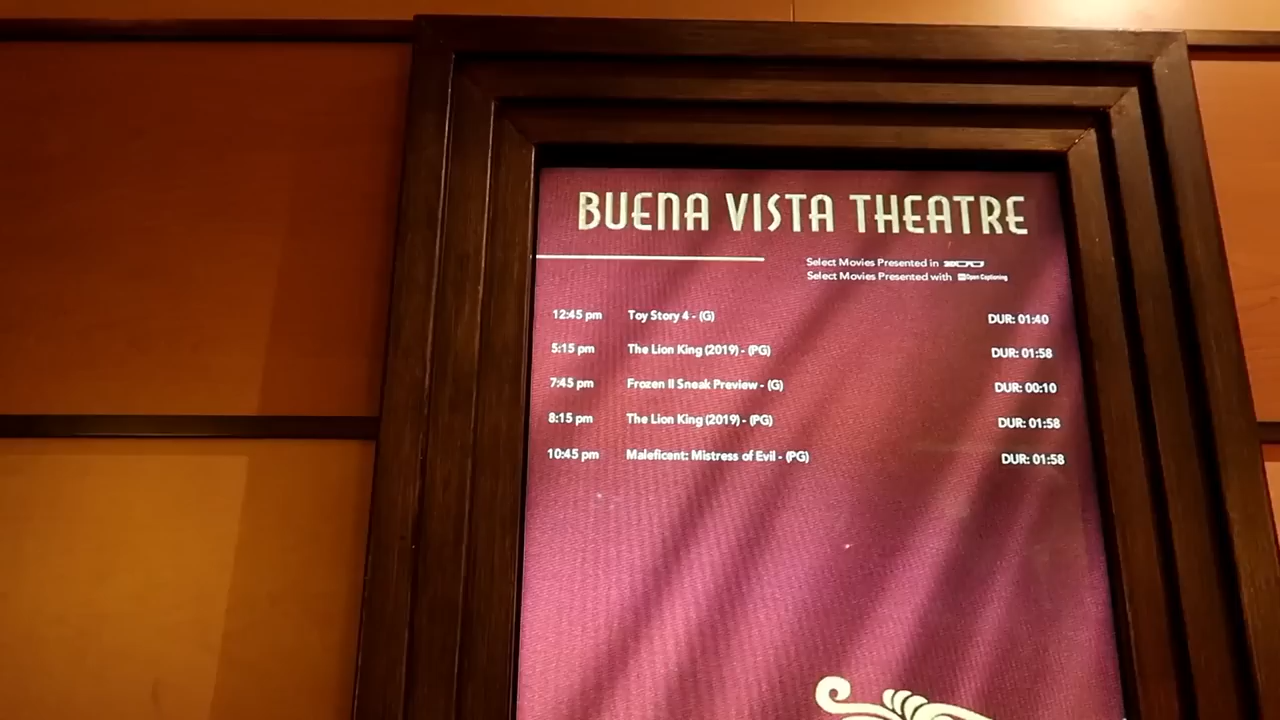 BUENA VISTA THEATRE
Select Movies Presented in
Select Movies Presented with Open Captioning
12:45 pm Toy Story 4 - (G) DUR: 01:40
5:15 pm The Lion King (2019) - (PG) DUR: 01:58
7:45 pm Frozen II Sneak Preview - (G) DUR: 00:10
8:15 pm The Lion King (2019) - (PG) DUR: 01:58
10:45 pm Maleficent: Mistress of Evil - (PG) DUR: 01:58